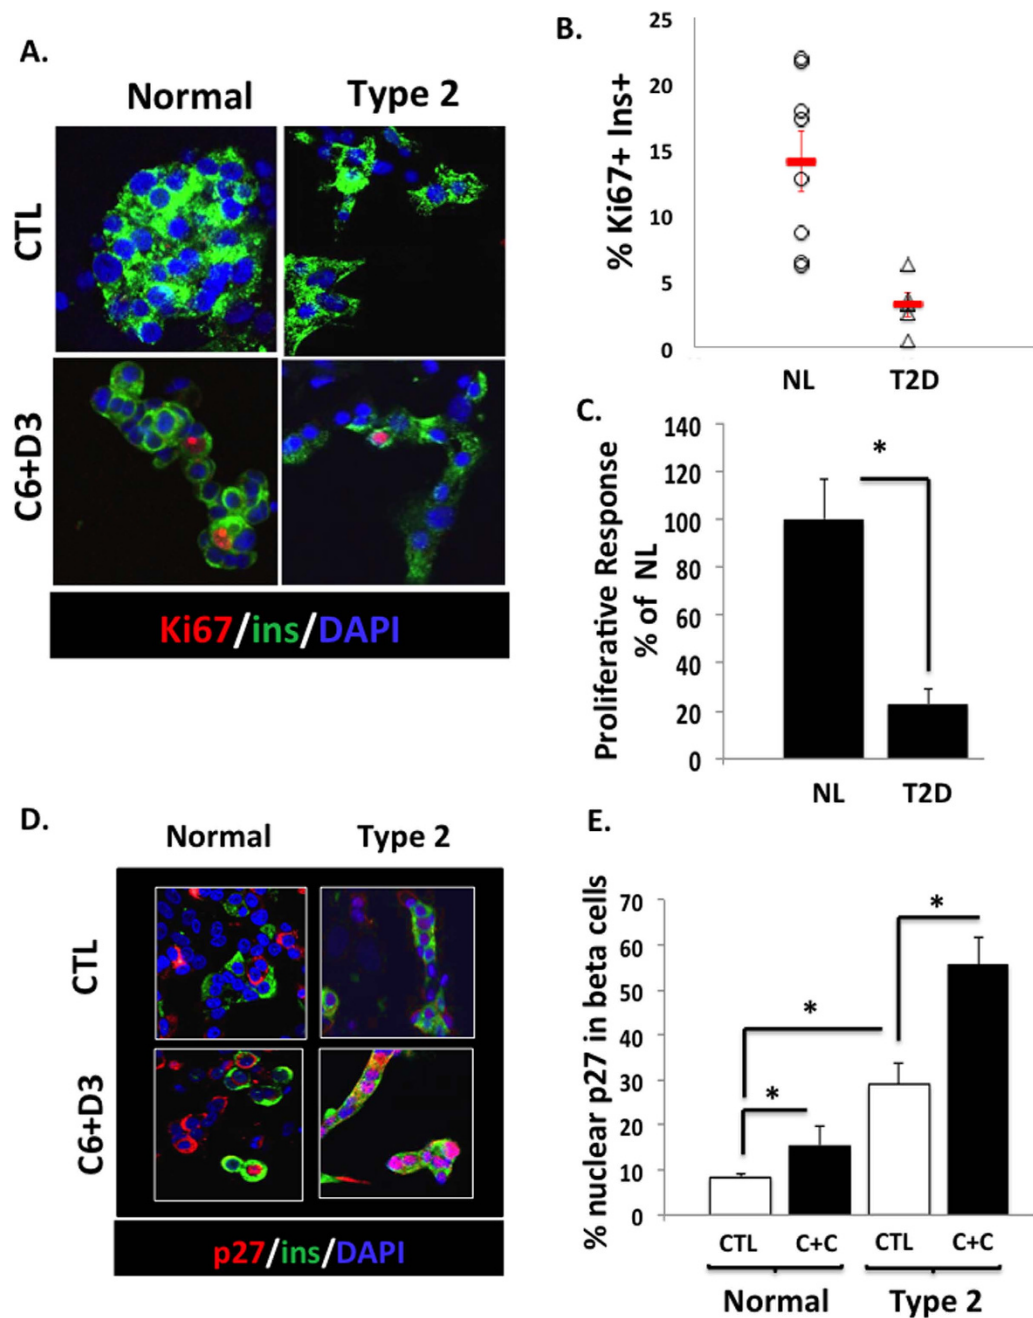 A.
Normal
Type 2
CTL
C6+D3
Ki67/ins/DAPI
B.
% Ki67+ Ins+
25
20
15
10
5
0
NL
T2D
C.
Proliferative Response
% of NL
140
120
100
80
60
40
20
0
*
NL
T2D
D.
Normal
Type 2
CTL
C6+D3
p27/ins/DAPI
E.
% nuclear p27 in beta cells
70
60
50
40
30
20
10
0
*
*
*
CTL
C+C
CTL
C+C
Normal
Type 2